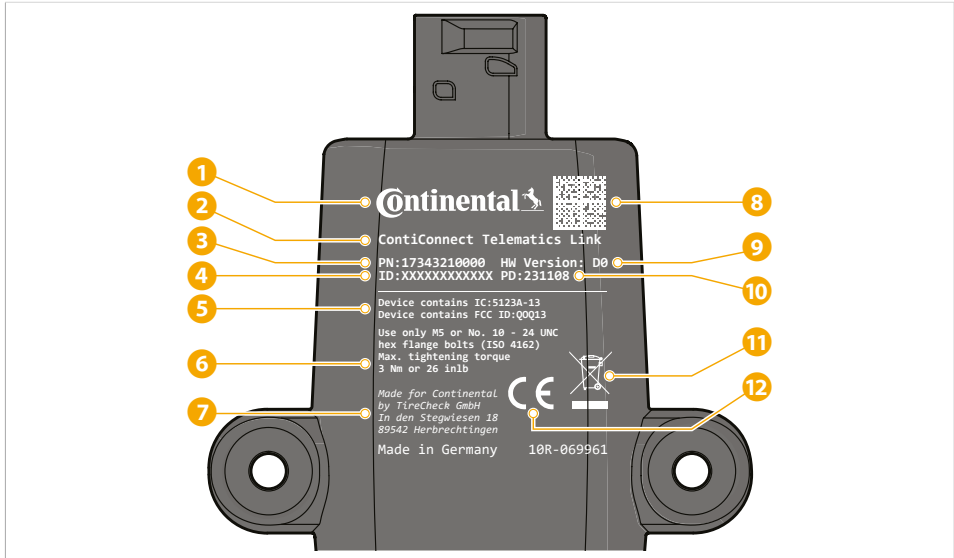 1
Continental
8
2
ContiConnect Telematics Link
3
PN:17343210000 HW Version: D0
9
4
ID:XXXXXXXXXXXX PD:231108
10
5
Device contains IC:5123A-13
Device contains FCC ID:QOQ13
Use only M5 or No. 10 - 24 UNC
hex flange bolts (ISO 4162)
6
Max. tightening torque
3 Nm or 26 inlb
11
12
7
Made for Continental
by TireCheck GmbH
In den Stegwiesen 18
89542 Herbrechtingen
CE
Made in Germany 10R-069961